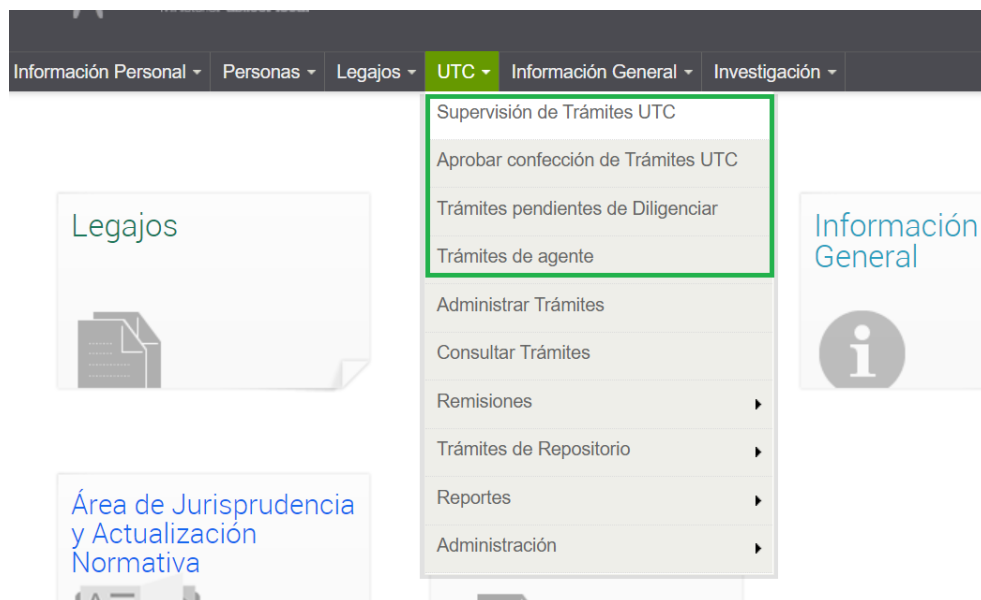 Información Personal
Personas
Legajos
UTC
Información General
Investigación
Supervisión de Trámites UTC
Aprobar confección de Trámites UTC
Trámites pendientes de Diligenciar
Trámites de agente
Administrar Trámites
Consultar Trámites
Remisiones
Trámites de Repositorio
Reportes
Administración
Legajos
Información
General
Área de Jurisprudencia
y Actualización
Normativa